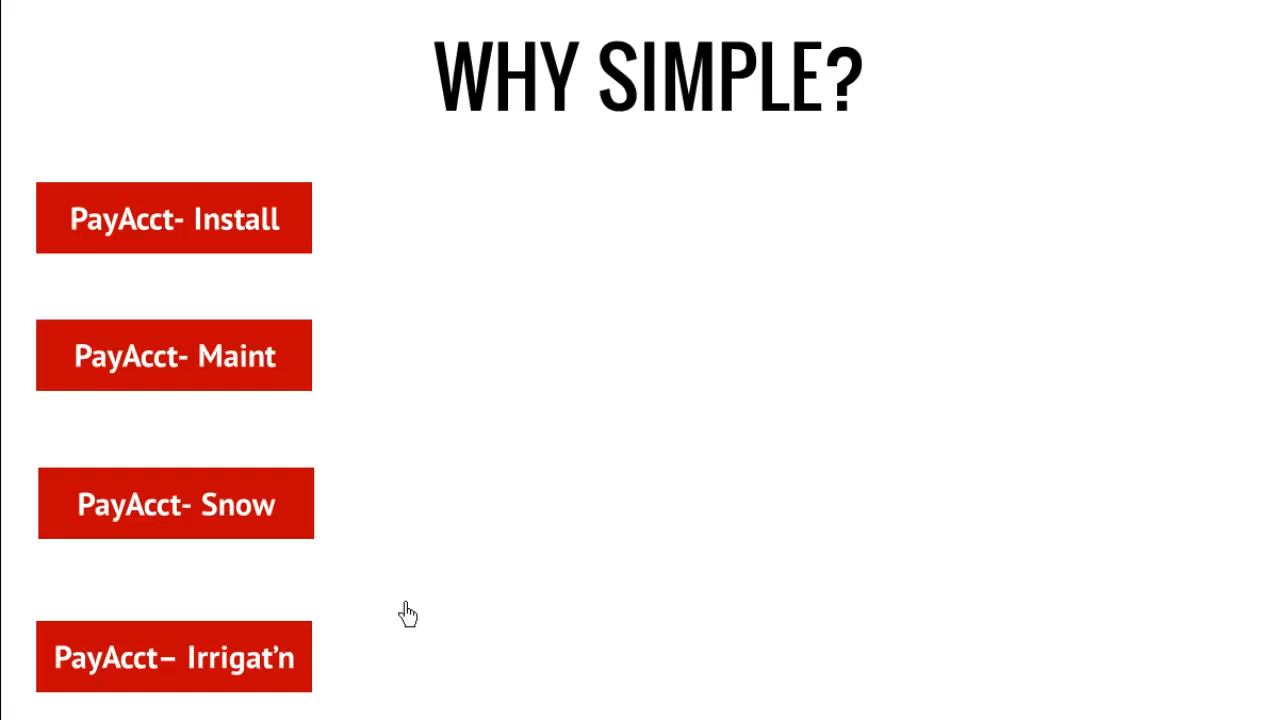 WHY SIMPLE?
PayAcct- Install
PayAcct- Maint
PayAcct- Snow
PayAcct– Irrigat’n